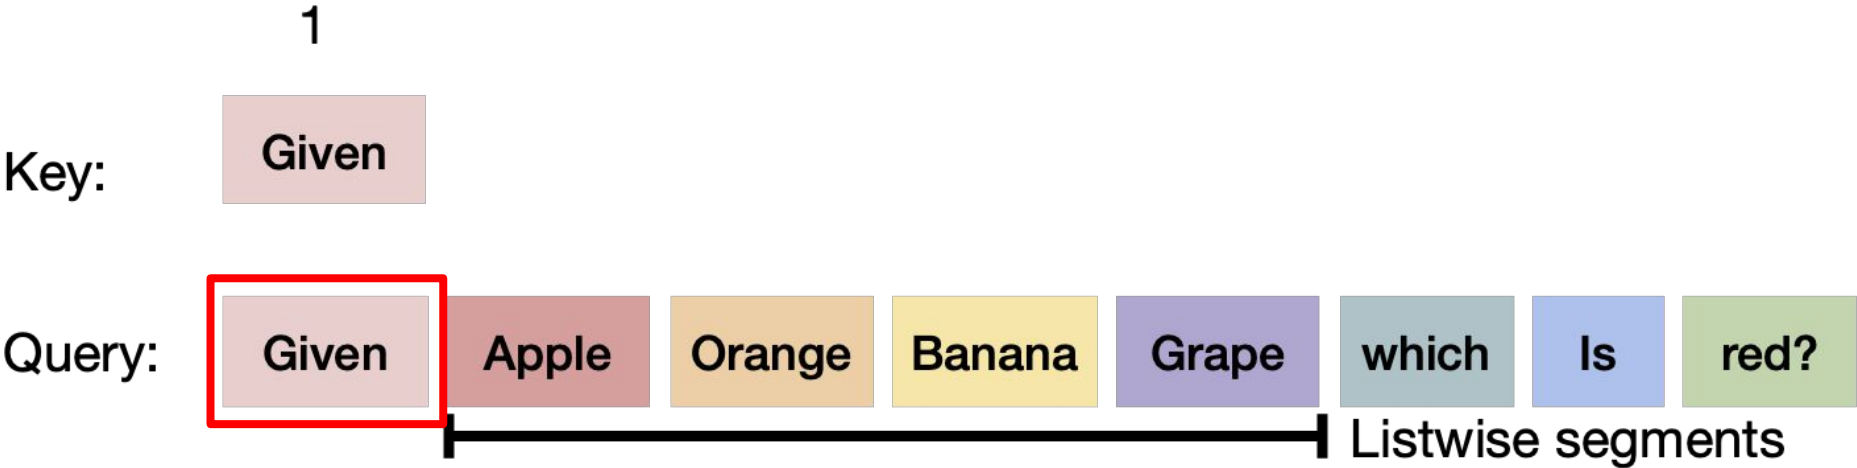 1
Key: Given
Query: Given Apple Orange Banana Grape which Is red?
Listwise segments